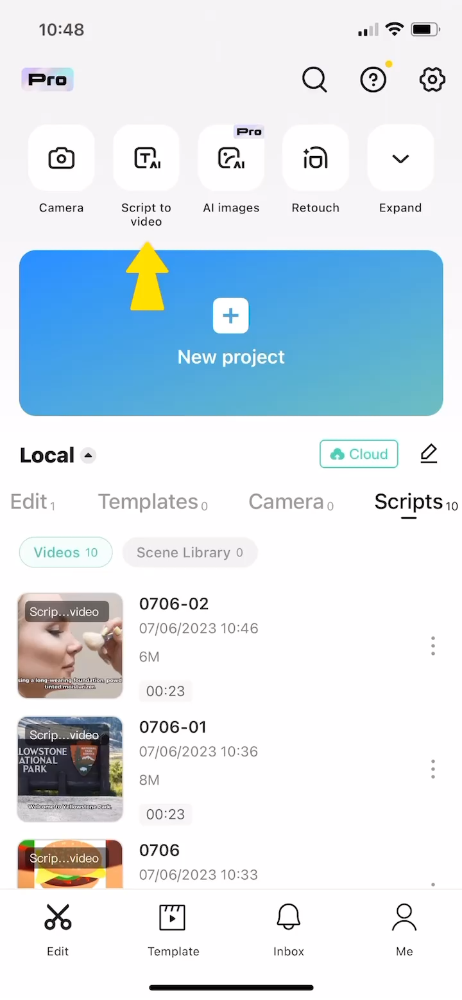 10:48
Pro
Pro
Camera
Script to
video
AI images
Retouch
Expand
New project
Local
Cloud
Edit 1
Templates 0
Camera 0
Scripts 10
Videos 10
Scene Library 0
Scrip...video
sing a long-wearing foundation, powd
tinted moisturizer.
0706-02
07/06/2023 10:46
6M
00:23
Scrip...video
LOWSTONE
ATIONAL
PARK
NATIONAL
PARK
SERVICE
Welcome to Yellowstone Park.
0706-01
07/06/2023 10:36
8M
00:23
Scrip...video
0706
07/06/2023 10:33
Edit
Template
Inbox
Me